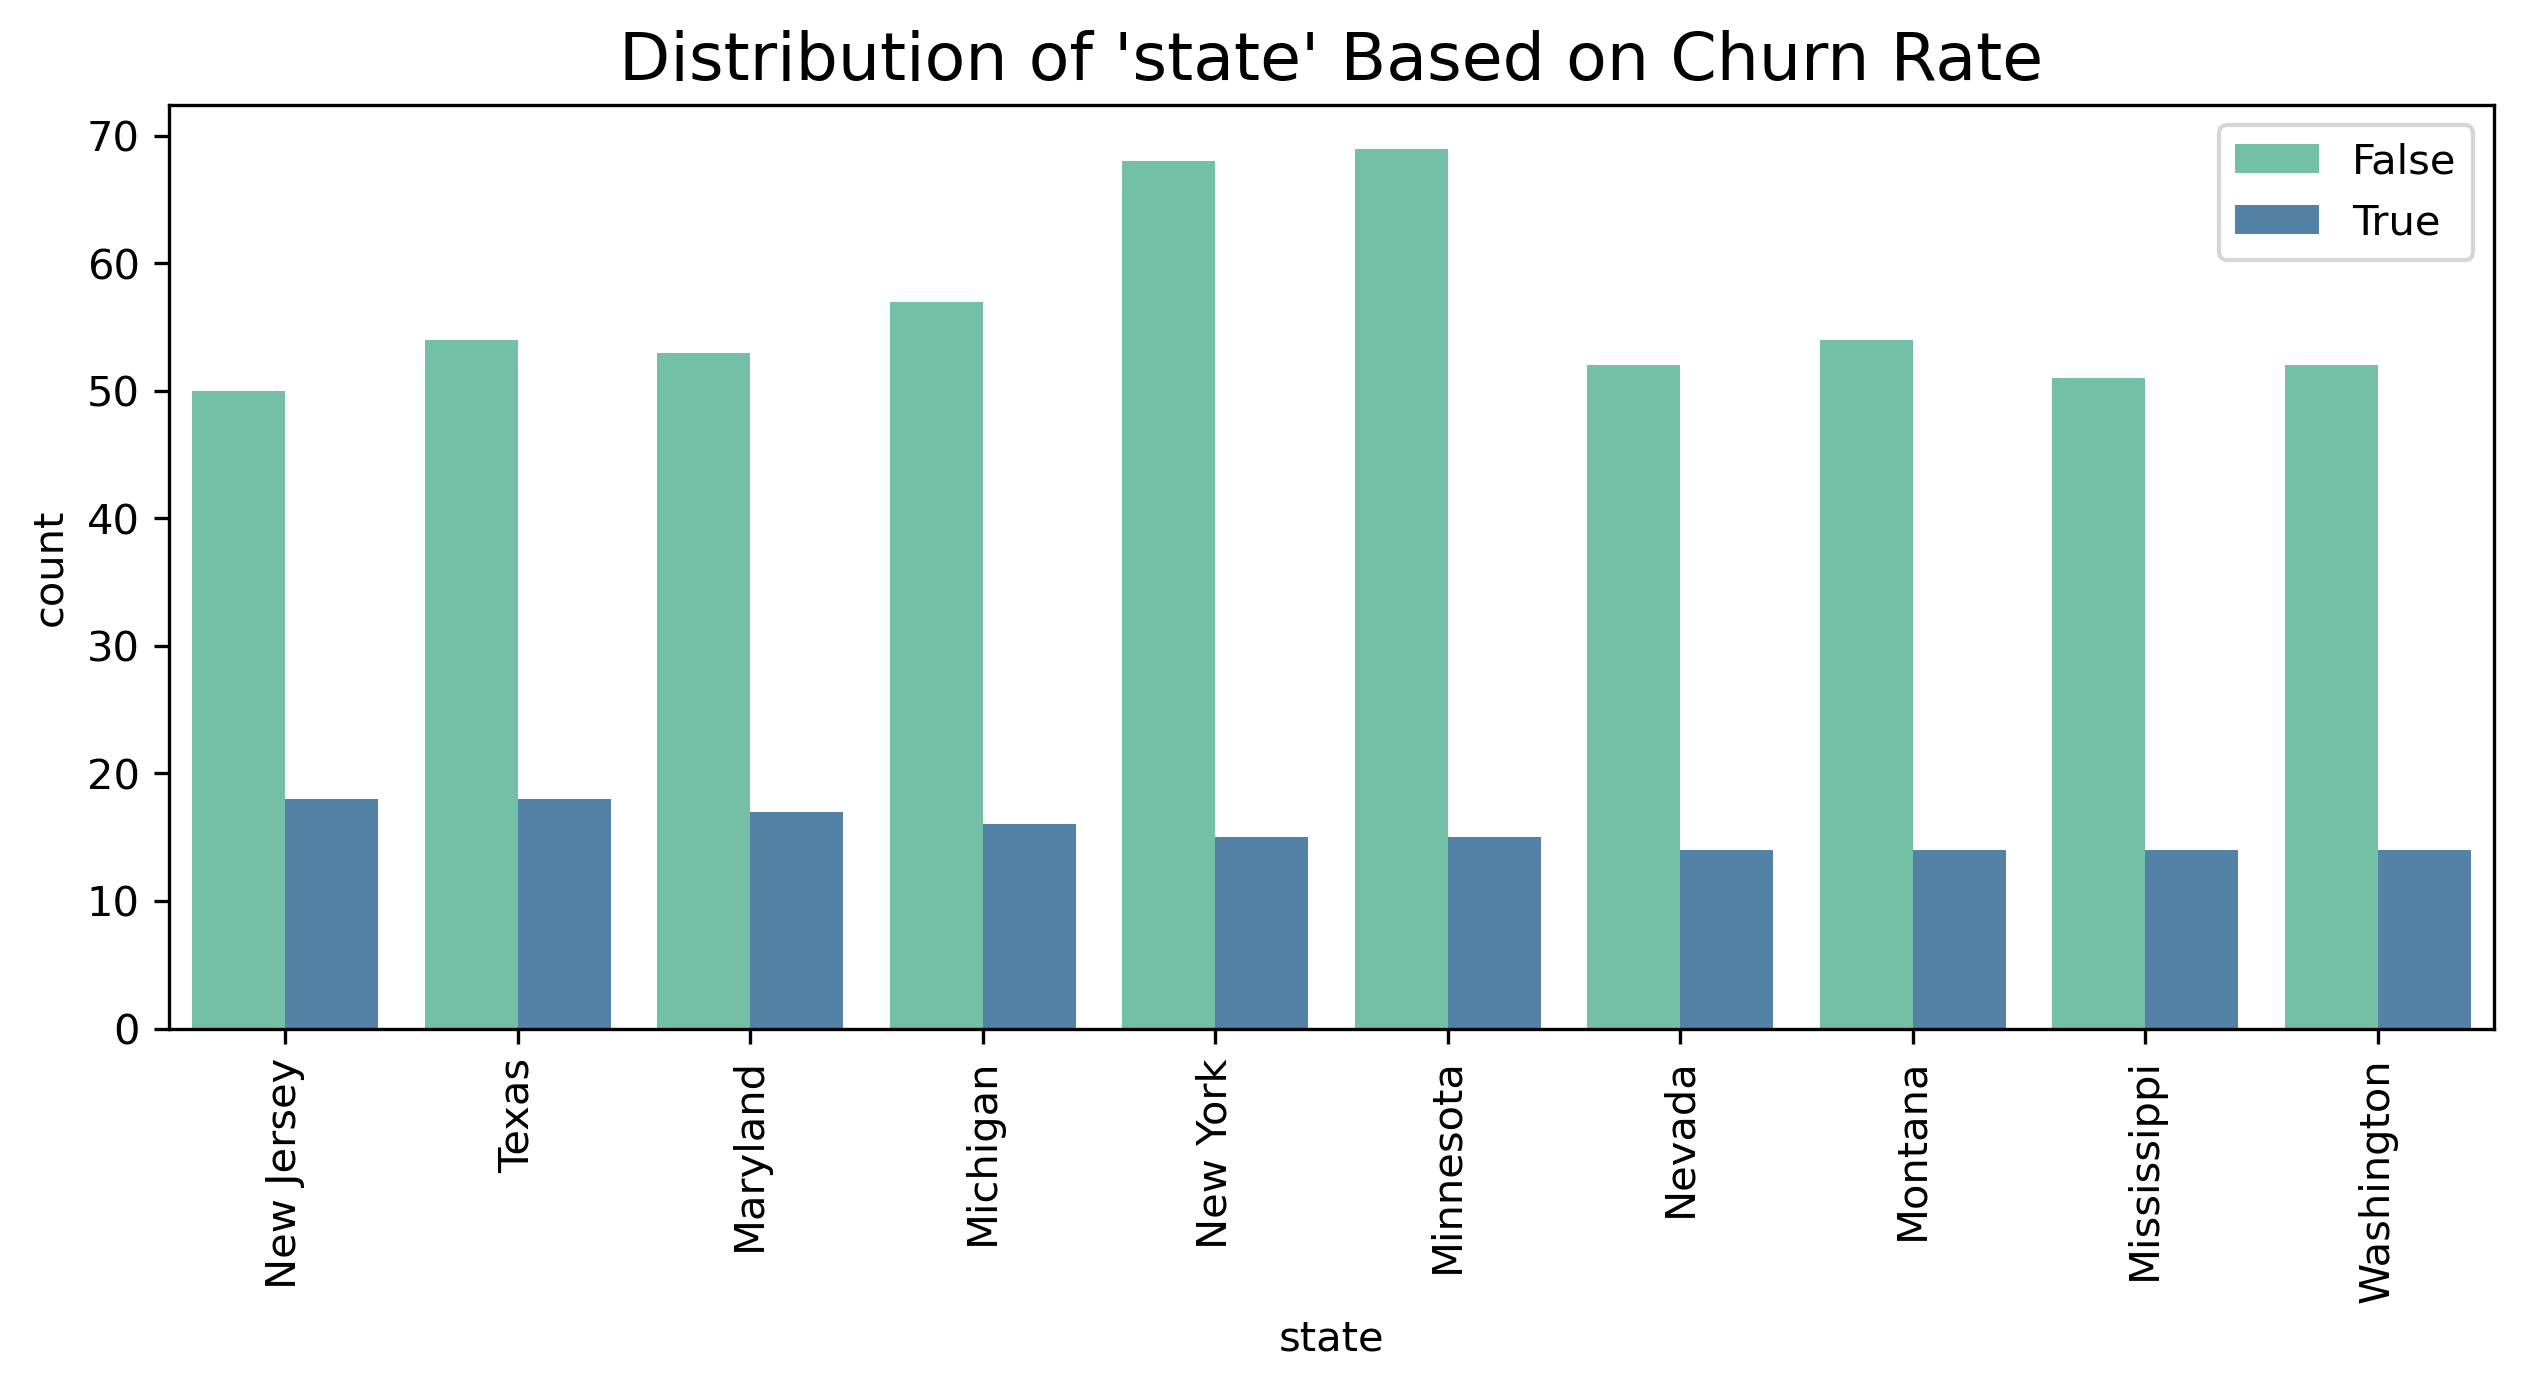 Distribution of 'state' Based on Churn Rate
False
True
count
70
60
50
40
30
20
10
0
New Jersey
Texas
Maryland
Michigan
New York
Minnesota
Nevada
Montana
Mississippi
Washington
state